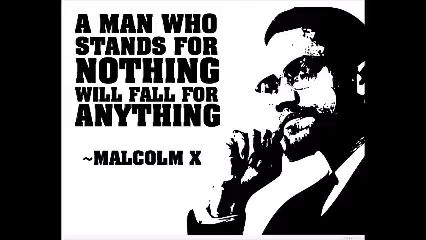 A MAN WHO
STANDS FOR
NOTHING
WILL FALL FOR
ANYTHING
~MALCOLM X